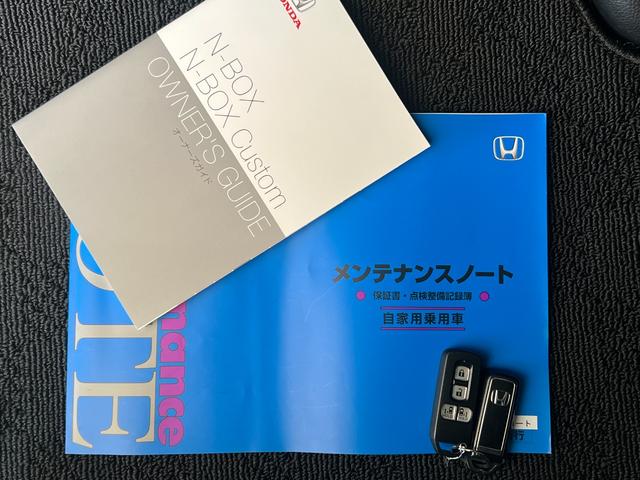 HONDA
N-BOX
N-BOX Custom
OWNER'S GUIDE
オーナーズガイド
メンテナンスノート
保証書・点検整備記録簿
自家用乗用車